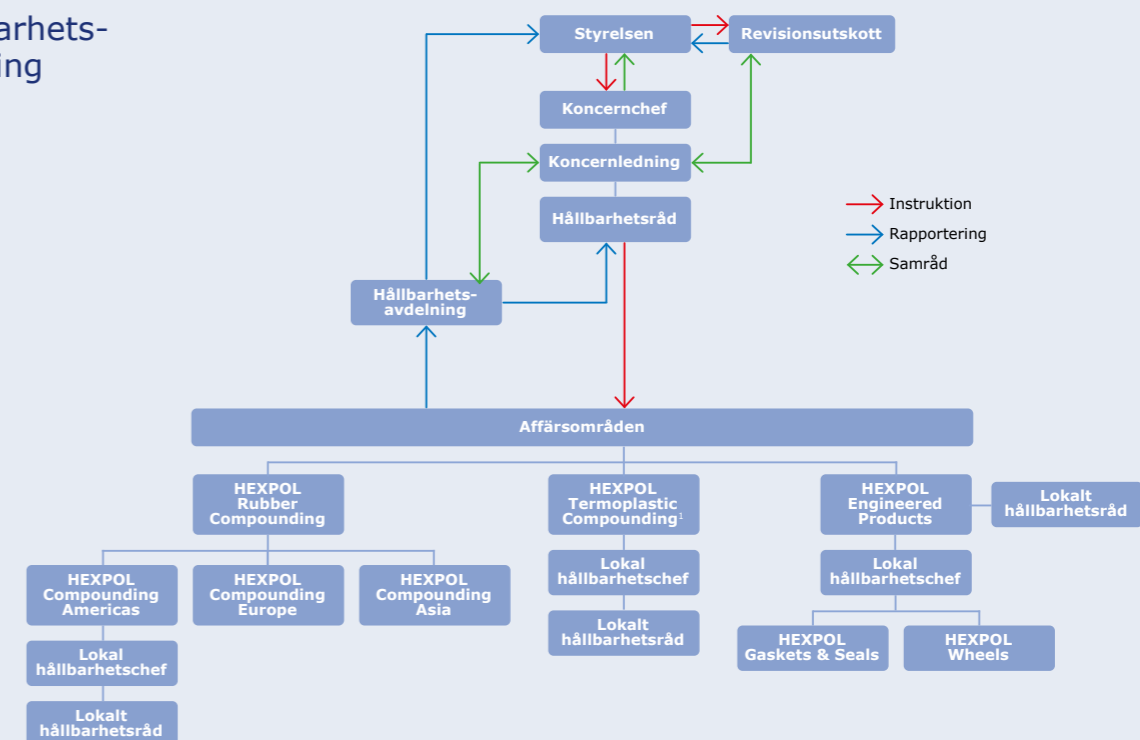 arhets-
ing
Styrelsen
Revisionsutskott
Koncernchef
Koncernledning
Hållbarhetsråd
Instruktion
Rapportering
Samråd
Hållbarhets-
avdelning
Affärsområden
HEXPOL
Rubber
Compounding
HEXPOL
Termoplastic
Compounding¹
HEXPOL
Engineered
Products
Lokalt
hållbarhetsråd
HEXPOL
Compounding
Americas
HEXPOL
Compounding
Europe
HEXPOL
Compounding
Asia
Lokal
hållbarhetschef
Lokal
hållbarhetschef
Lokalt
hållbarhetsråd
HEXPOL
Gaskets & Seals
HEXPOL
Wheels
Lokal
hållbarhetschef
Lokalt
hållbarhetsråd